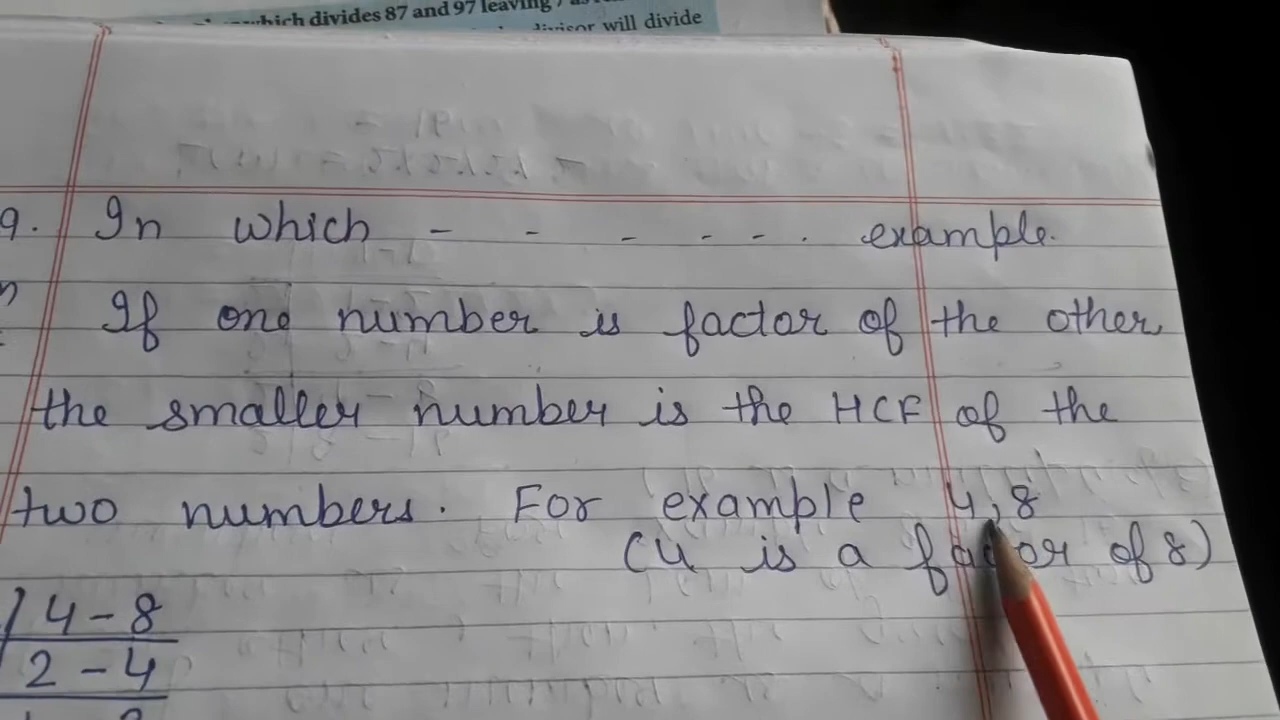 which divides 87 and 97 leaving 7 as
divisor will divide
9. In which - - - - - . example.
If one number is factor of the other
the smaller number is the HCF of the
two numbers. For example 4,8
(4 is a factor of 8)
4 - 8
2 - 4